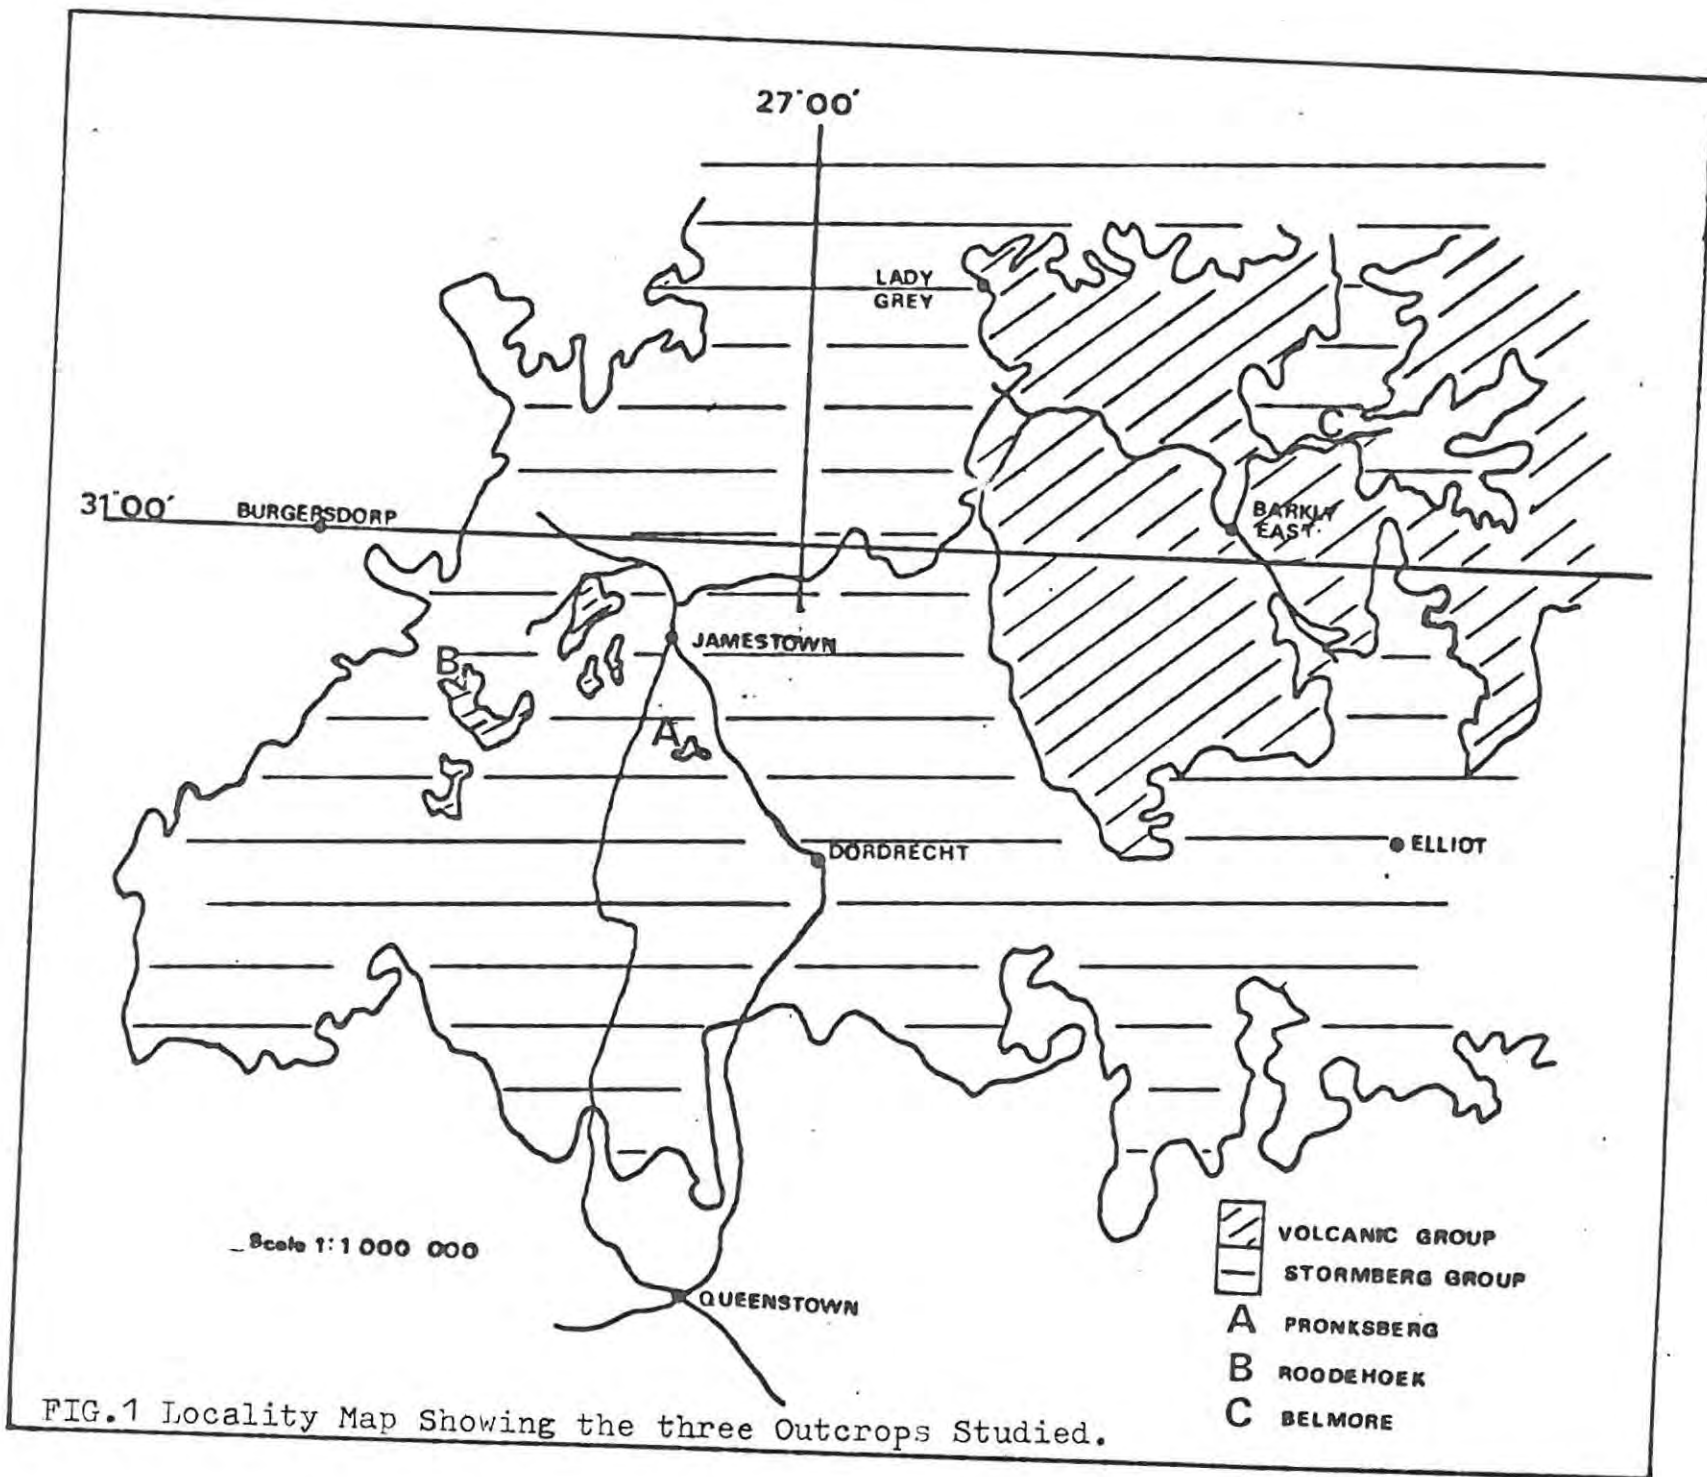 27°00'
LADY
GREY
C
31°00'
BURGERSDORP
BARKLY
EAST
JAMESTOWN
B
A
DORDRECHT
ELLIOT
Scale 1:1 000 000
QUEENSTOWN
VOLCANIC GROUP
STORMBERG GROUP
A PRONKSBERG
B ROODEHOEK
C BELMORE
FIG.1 Locality Map Showing the three Outcrops Studied.